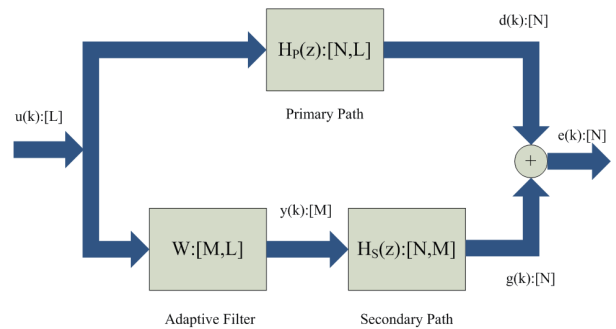 d(k):[N]
H_P(z):[N,L]
u(k):[L]
Primary Path
e(k):[N]
+
y(k):[M]
W:[M,L]
H_S(z):[N,M]
g(k):[N]
Adaptive Filter
Secondary Path